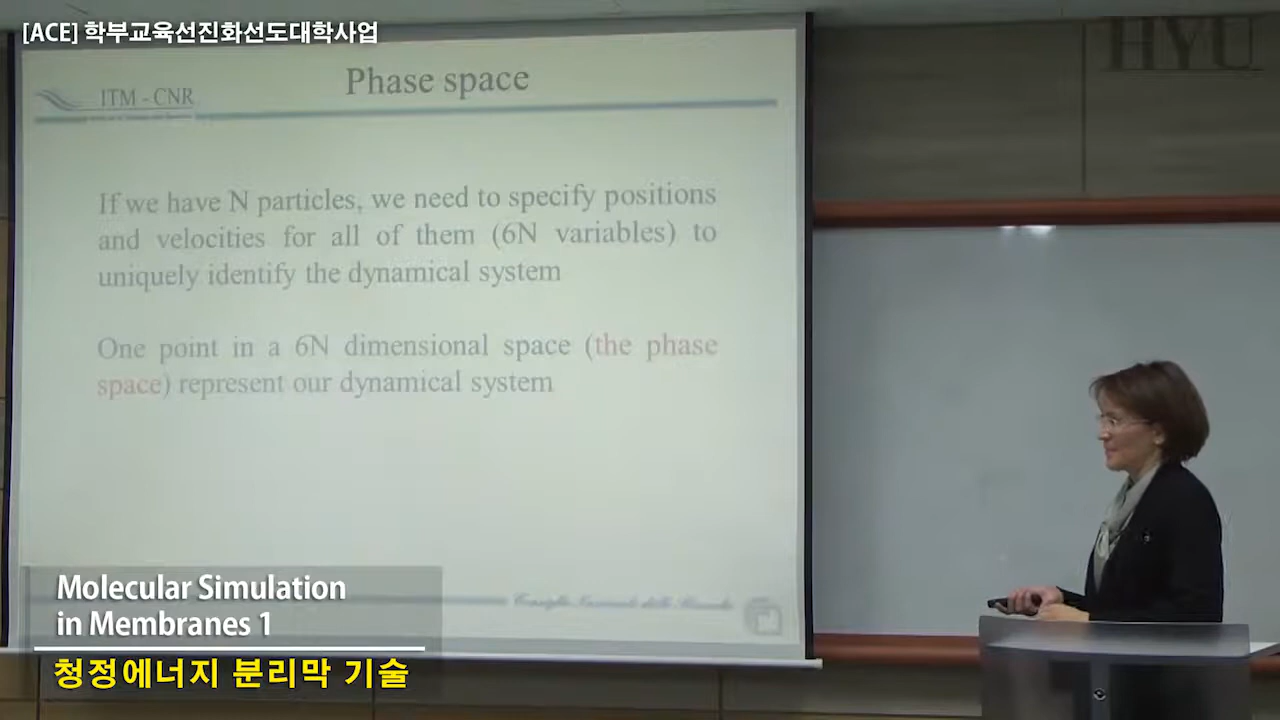 [ACE] 학부교육선진화선도대학사업
HYU
Phase space
ITM - CNR
If we have N particles, we need to specify positions
and velocities for all of them (6N variables) to
uniquely identify the dynamical system
One point in a 6N dimensional space (the phase
space) represent our dynamical system
Molecular Simulation
in Membranes 1
청정에너지 분리막 기술